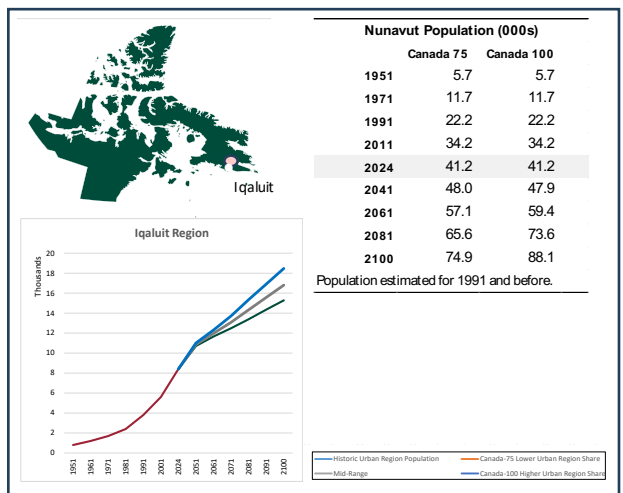 Iqaluit
Nunavut Population (000s)
Canada 75 Canada 100
1951 5.7 5.7
1971 11.7 11.7
1991 22.2 22.2
2011 34.2 34.2
2024 41.2 41.2
2041 48.0 47.9
2061 57.1 59.4
2081 65.6 73.6
2100 74.9 88.1
Population estimated for 1991 and before.
Iqaluit Region
Thousands
20
18
16
14
12
10
8
6
4
2
0
1951 1961 1971 1981 1991 2001 2024 2051 2061 2071 2081 2091 2100
Historic Urban Region Population Canada-75 Lower Urban Region Share
Mid-Range Canada-100 Higher Urban Region Share